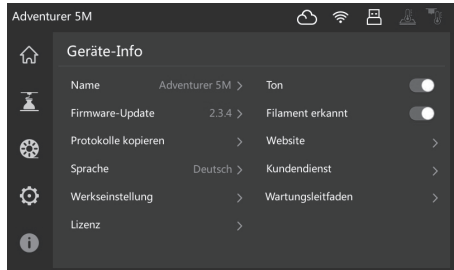 Adventurer 5M
Geräte-Info
Name Adventurer 5M >
Firmware-Update 2.3.4 >
Protokolle kopieren >
Sprache Deutsch >
Werkseinstellung >
Lizenz >
Ton
Filament erkannt
Website >
Kundendienst >
Wartungsleitfaden >